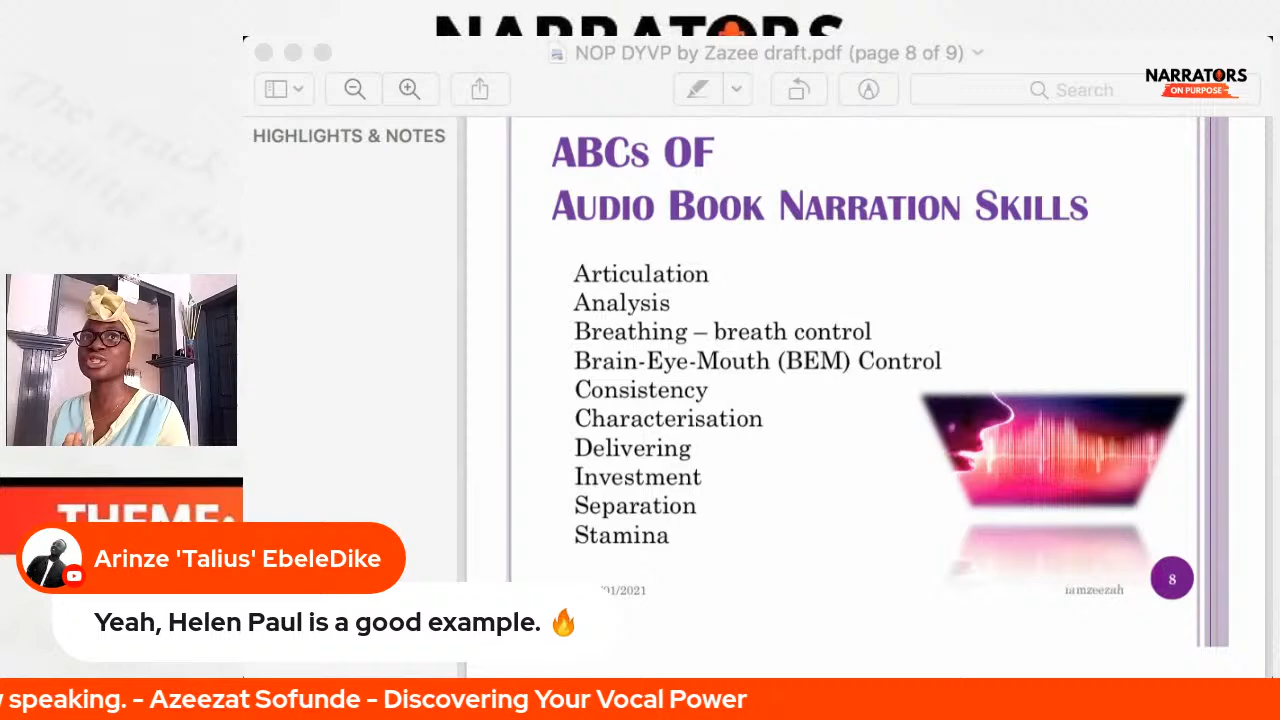 NARRATORS
NOP DYVP by Zazee draft.pdf (page 8 of 9)
NARRATORS
ON PURPOSE
Search
HIGHLIGHTS & NOTES
ABCs OF
AUDIO BOOK NARRATION SKILLS
Articulation
Analysis
Breathing – breath control
Brain-Eye-Mouth (BEM) Control
Consistency
Characterisation
Delivering
Investment
Separation
Stamina
01/2021
iamzeezah
8
THEME:
Arinze 'Talius' EbeleDike
Yeah, Helen Paul is a good example. 🔥
speaking. - Azeezat Sofunde - Discovering Your Vocal Power